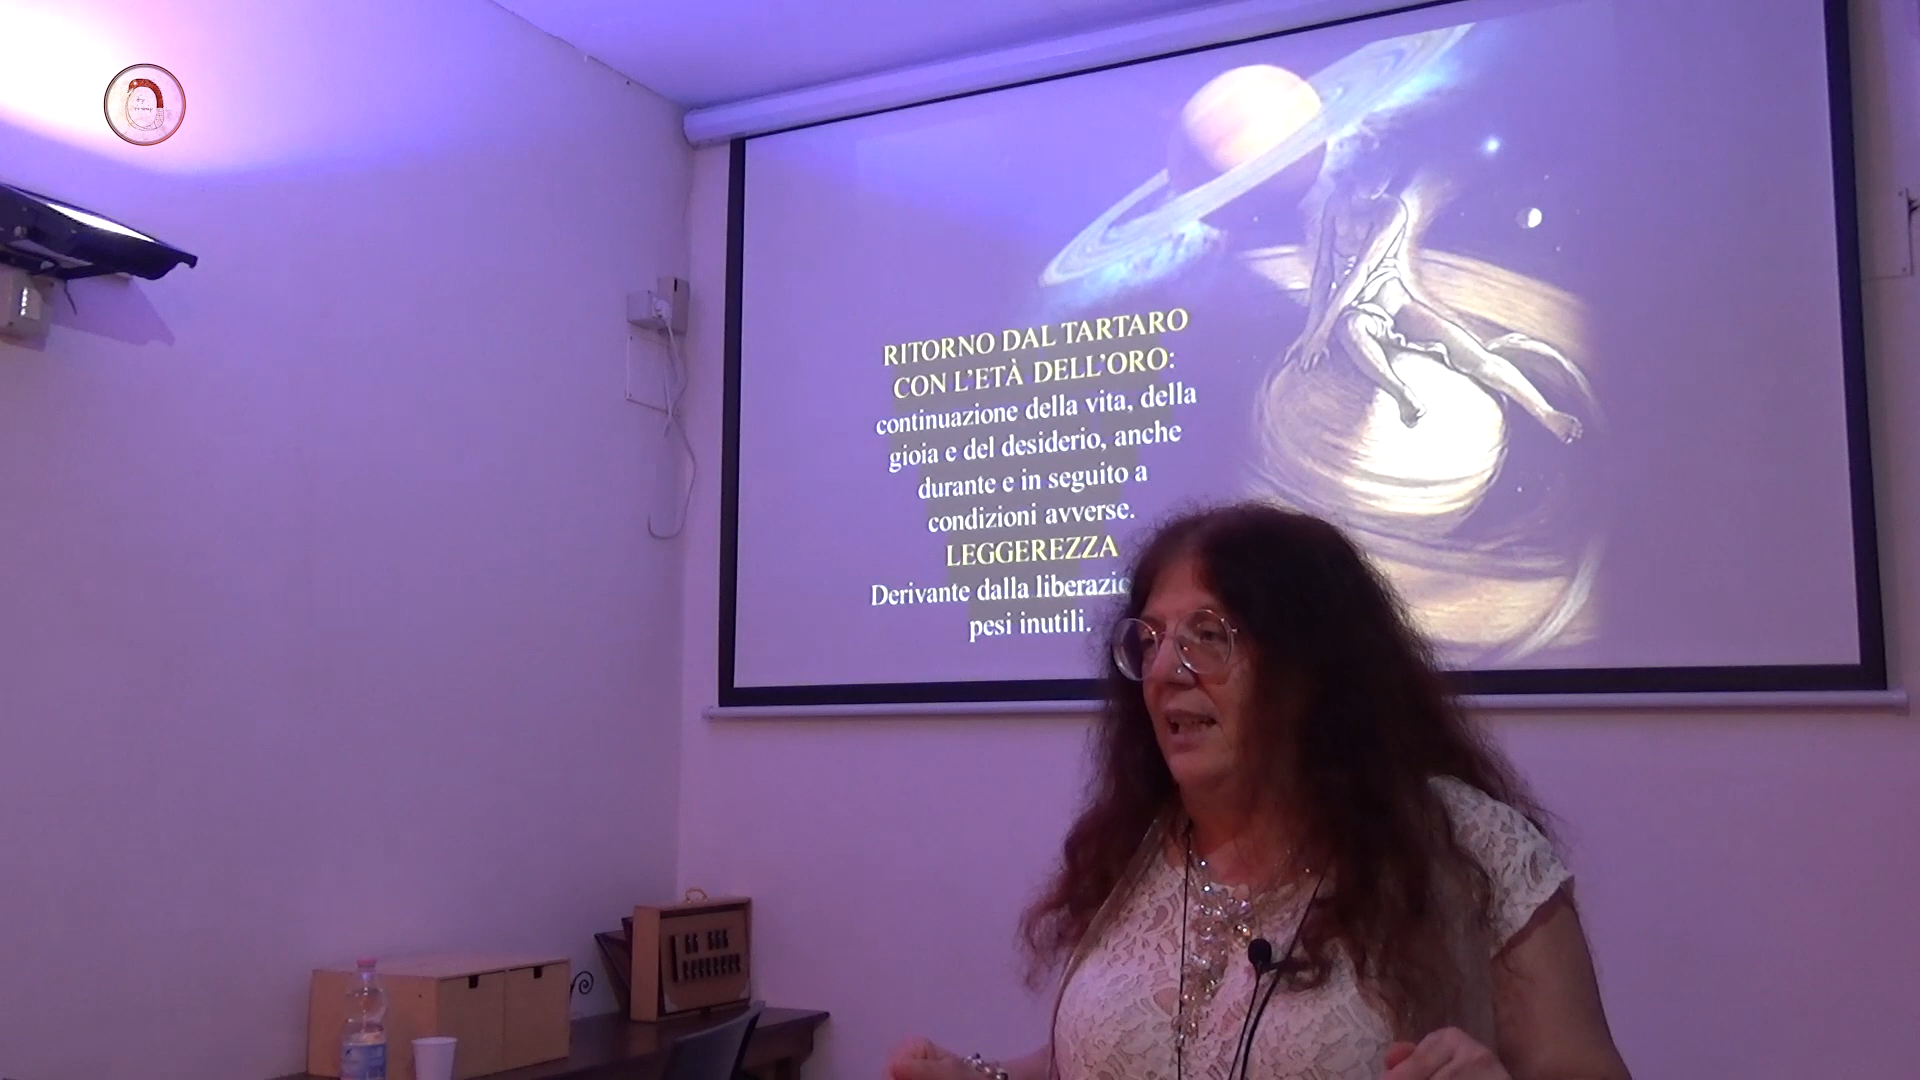 RITORNO DAL TARTARO
CON L'ETÀ DELL'ORO:
continuazione della vita, della
gioia e del desiderio, anche
durante e in seguito a
condizioni avverse.
LEGGEREZZA
Derivante dalla
pesi inutili.